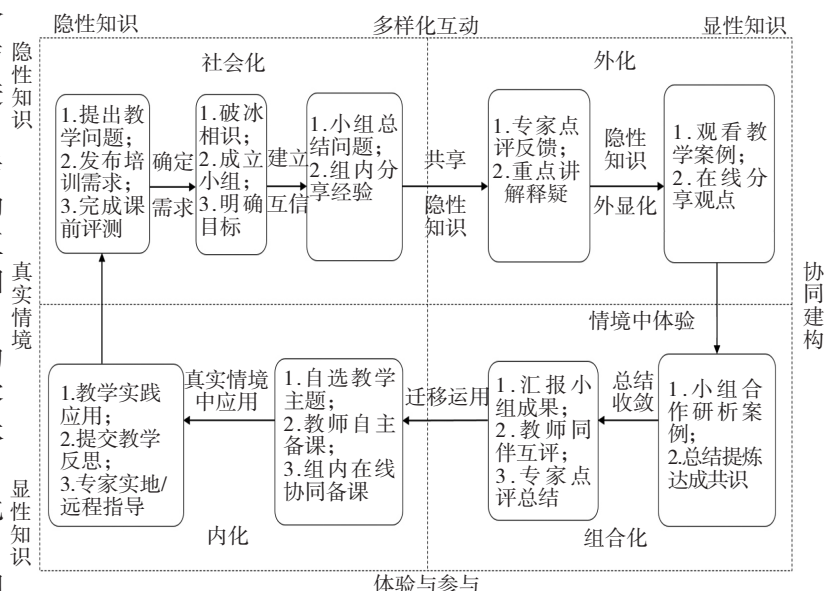 隐性知识
多样化互动
显性知识
隐性知识
社会化
外化
1.提出教
学问题;
2.发布培
训需求;
3.完成课
前评测
确定
需求
1.破冰
相识;
2.成立
小组;
3.明确
目标
建立
互信
1.小组总
结问题;
2.组内分
享经验
共享
隐性
知识
1.专家点
评反馈;
2.重点讲
解释疑
隐性
知识
外显化
1.观看教
学案例;
2.在线分
享观点
真实情境
协同建构
情境中体验
1.教学实践
应用;
2.提交教学
反思;
3.专家实地/
远程指导
真实情境
中应用
1.自选教学
主题;
2.教师自主
备课;
3.组内在线
协同备课
迁移运用
1.汇报小
组成果;
2.教师同
伴互评;
3.专家点
评总结
总结
收敛
1.小组合
作研析案
例;
2.总结提炼
达成共识
显性知识
内化
组合化
体验与参与